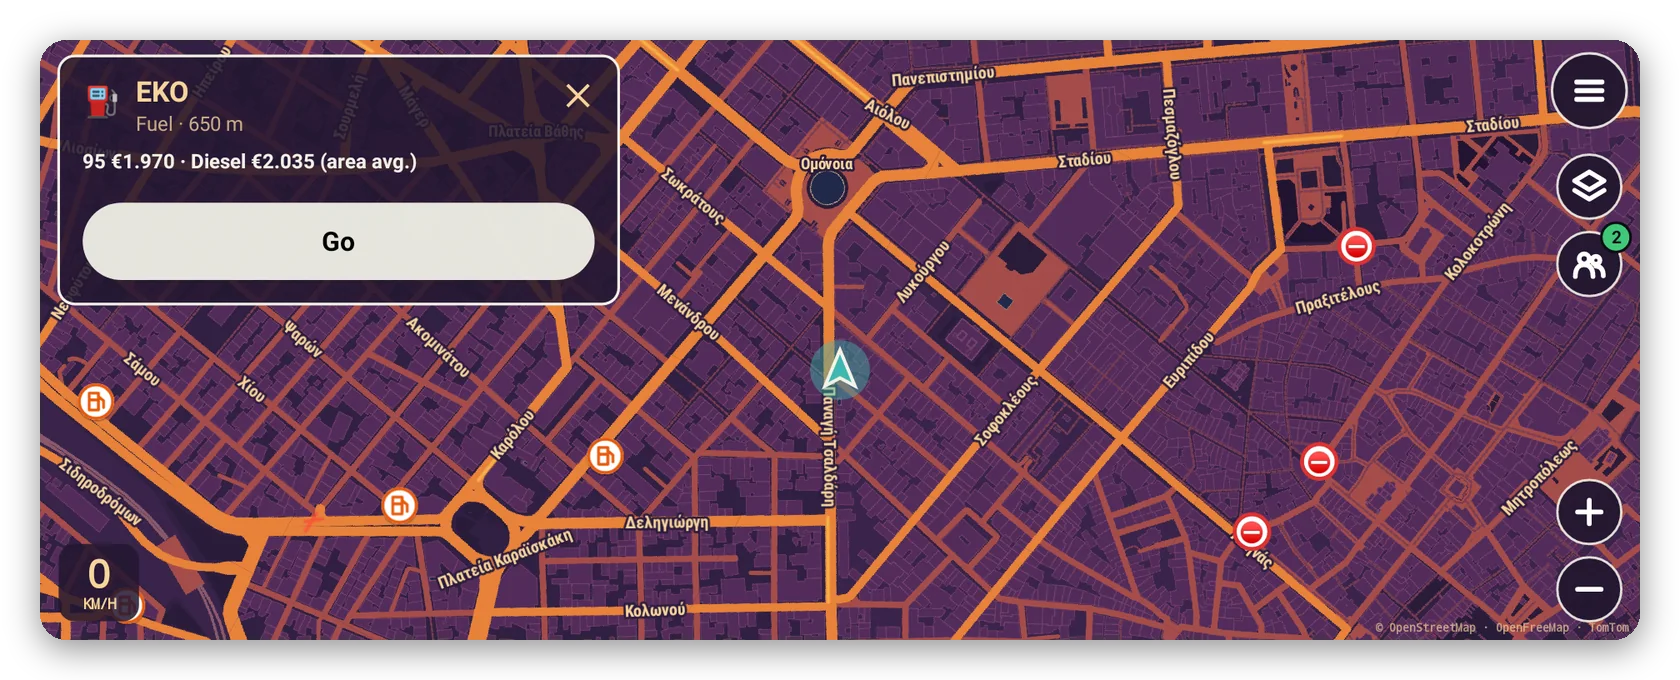 EKO
Fuel · 650 m
95 €1.970 · Diesel €2.035 (area avg.)
Go
Πλατεία Βάθης
Πανεπιστημίου
Αιόλου
Πεσμαζόγλου
Σταδίου
Σταδίου
Ομόνοια
Σωκράτους
Λυκούργου
Κολοκοτρώνη
2
Πραξιτέλους
Μενάνδρου
Ψαρών
Ακομινάτου
Σάμου
Χίου
Ευριπίδου
Σοφοκλέους
Καρόλου
Παναγή Τσαλδάρη
Μητροπόλεως
Σιδηροδρόμων
Δεληγιώργη
Πλατεία Καραϊσκάκη
Κολωνού
0
KM/H
© OpenStreetMap · OpenFreeMap · TomTom